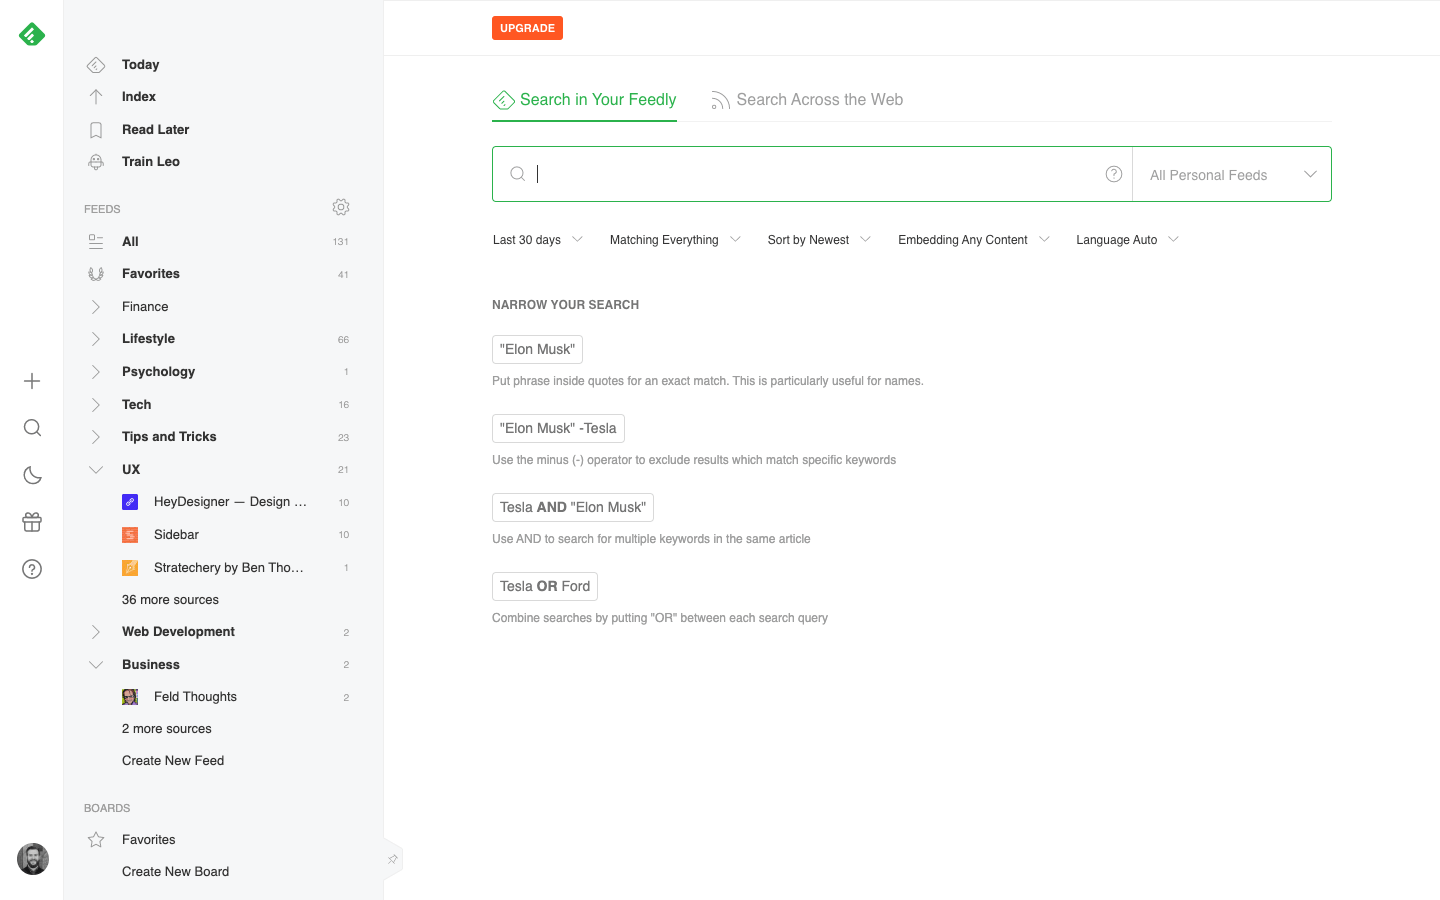 UPGRADE
Today
Index
Read Later
Train Leo
FEEDS
All 131
Favorites 41
Finance
Lifestyle 66
Psychology 1
Tech 16
Tips and Tricks 23
UX 21
HeyDesigner — Design ... 10
Sidebar 10
Stratechery by Ben Tho... 1
36 more sources
Web Development 2
Business 2
Feld Thoughts 2
2 more sources
Create New Feed
BOARDS
Favorites
Create New Board
Search in Your Feedly Search Across the Web
All Personal Feeds
Last 30 days Matching Everything Sort by Newest Embedding Any Content Language Auto
NARROW YOUR SEARCH
"Elon Musk"
Put phrase inside quotes for an exact match. This is particularly useful for names.
"Elon Musk" -Tesla
Use the minus (-) operator to exclude results which match specific keywords
Tesla AND "Elon Musk"
Use AND to search for multiple keywords in the same article
Tesla OR Ford
Combine searches by putting "OR" between each search query